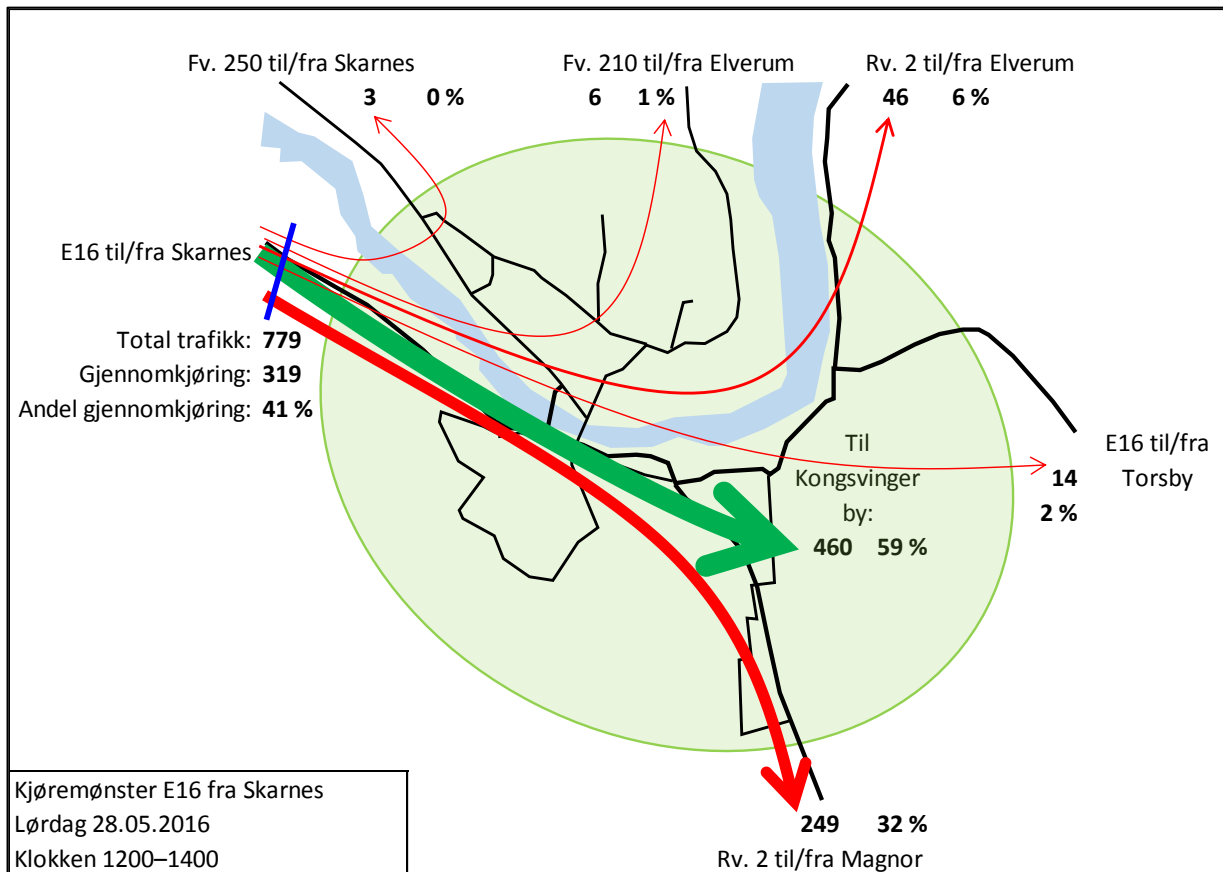 Fv. 250 til/fra Skarnes
3 0 %
Fv. 210 til/fra Elverum
6 1 %
Rv. 2 til/fra Elverum
46 6 %
E16 til/fra Skarnes
Total trafikk: 779
Gjennomkjøring: 319
Andel gjennomkjøring: 41 %
Til
Kongsvinger
by:
460 59 %
E16 til/fra
Torsby
14
2 %
249 32 %
Rv. 2 til/fra Magnor
Kjøremønster E16 fra Skarnes
Lørdag 28.05.2016
Klokken 1200–1400